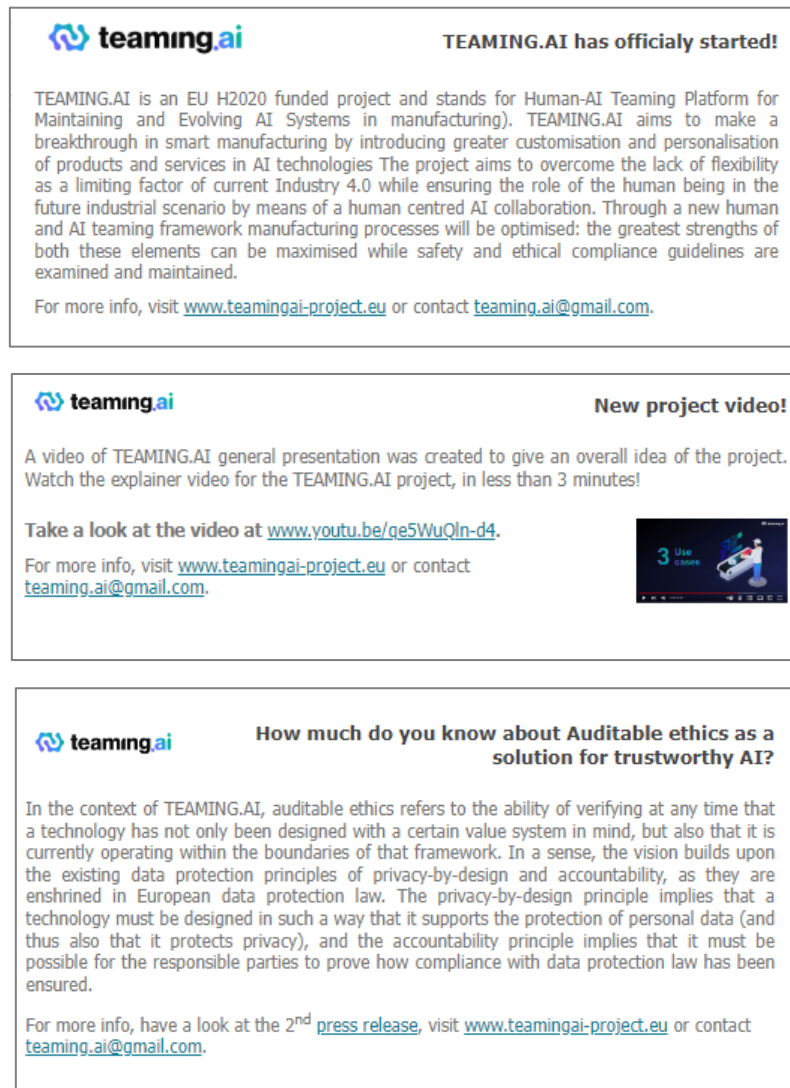 teaming.ai
TEAMING.AI has officialy started!
TEAMING.AI is an EU H2020 funded project and stands for Human-AI Teaming Platform for
Maintaining and Evolving AI Systems in manufacturing). TEAMING.AI aims to make a
breakthrough in smart manufacturing by introducing greater customisation and personalisation
of products and services in AI technologies The project aims to overcome the lack of flexibility
as a limiting factor of current Industry 4.0 while ensuring the role of the human being in the
future industrial scenario by means of a human centred AI collaboration. Through a new human
and AI teaming framework manufacturing processes will be optimised: the greatest strengths of
both these elements can be maximised while safety and ethical compliance guidelines are
examined and maintained.
For more info, visit www.teamingai-project.eu or contact teaming.ai@gmail.com.
teaming.ai
New project video!
A video of TEAMING.AI general presentation was created to give an overall idea of the project.
Watch the explainer video for the TEAMING.AI project, in less than 3 minutes!
Take a look at the video at www.youtu.be/qe5WuQln-d4.
For more info, visit www.teamingai-project.eu or contact
teaming.ai@gmail.com.
3 Use
cases
teaming.ai
How much do you know about Auditable ethics as a
solution for trustworthy AI?
In the context of TEAMING.AI, auditable ethics refers to the ability of verifying at any time that
a technology has not only been designed with a certain value system in mind, but also that it is
currently operating within the boundaries of that framework. In a sense, the vision builds upon
the existing data protection principles of privacy-by-design and accountability, as they are
enshrined in European data protection law. The privacy-by-design principle implies that a
technology must be designed in such a way that it supports the protection of personal data (and
thus also that it protects privacy), and the accountability principle implies that it must be
possible for the responsible parties to prove how compliance with data protection law has been
ensured.
For more info, have a look at the 2nd press release, visit www.teamingai-project.eu or contact
teaming.ai@gmail.com.